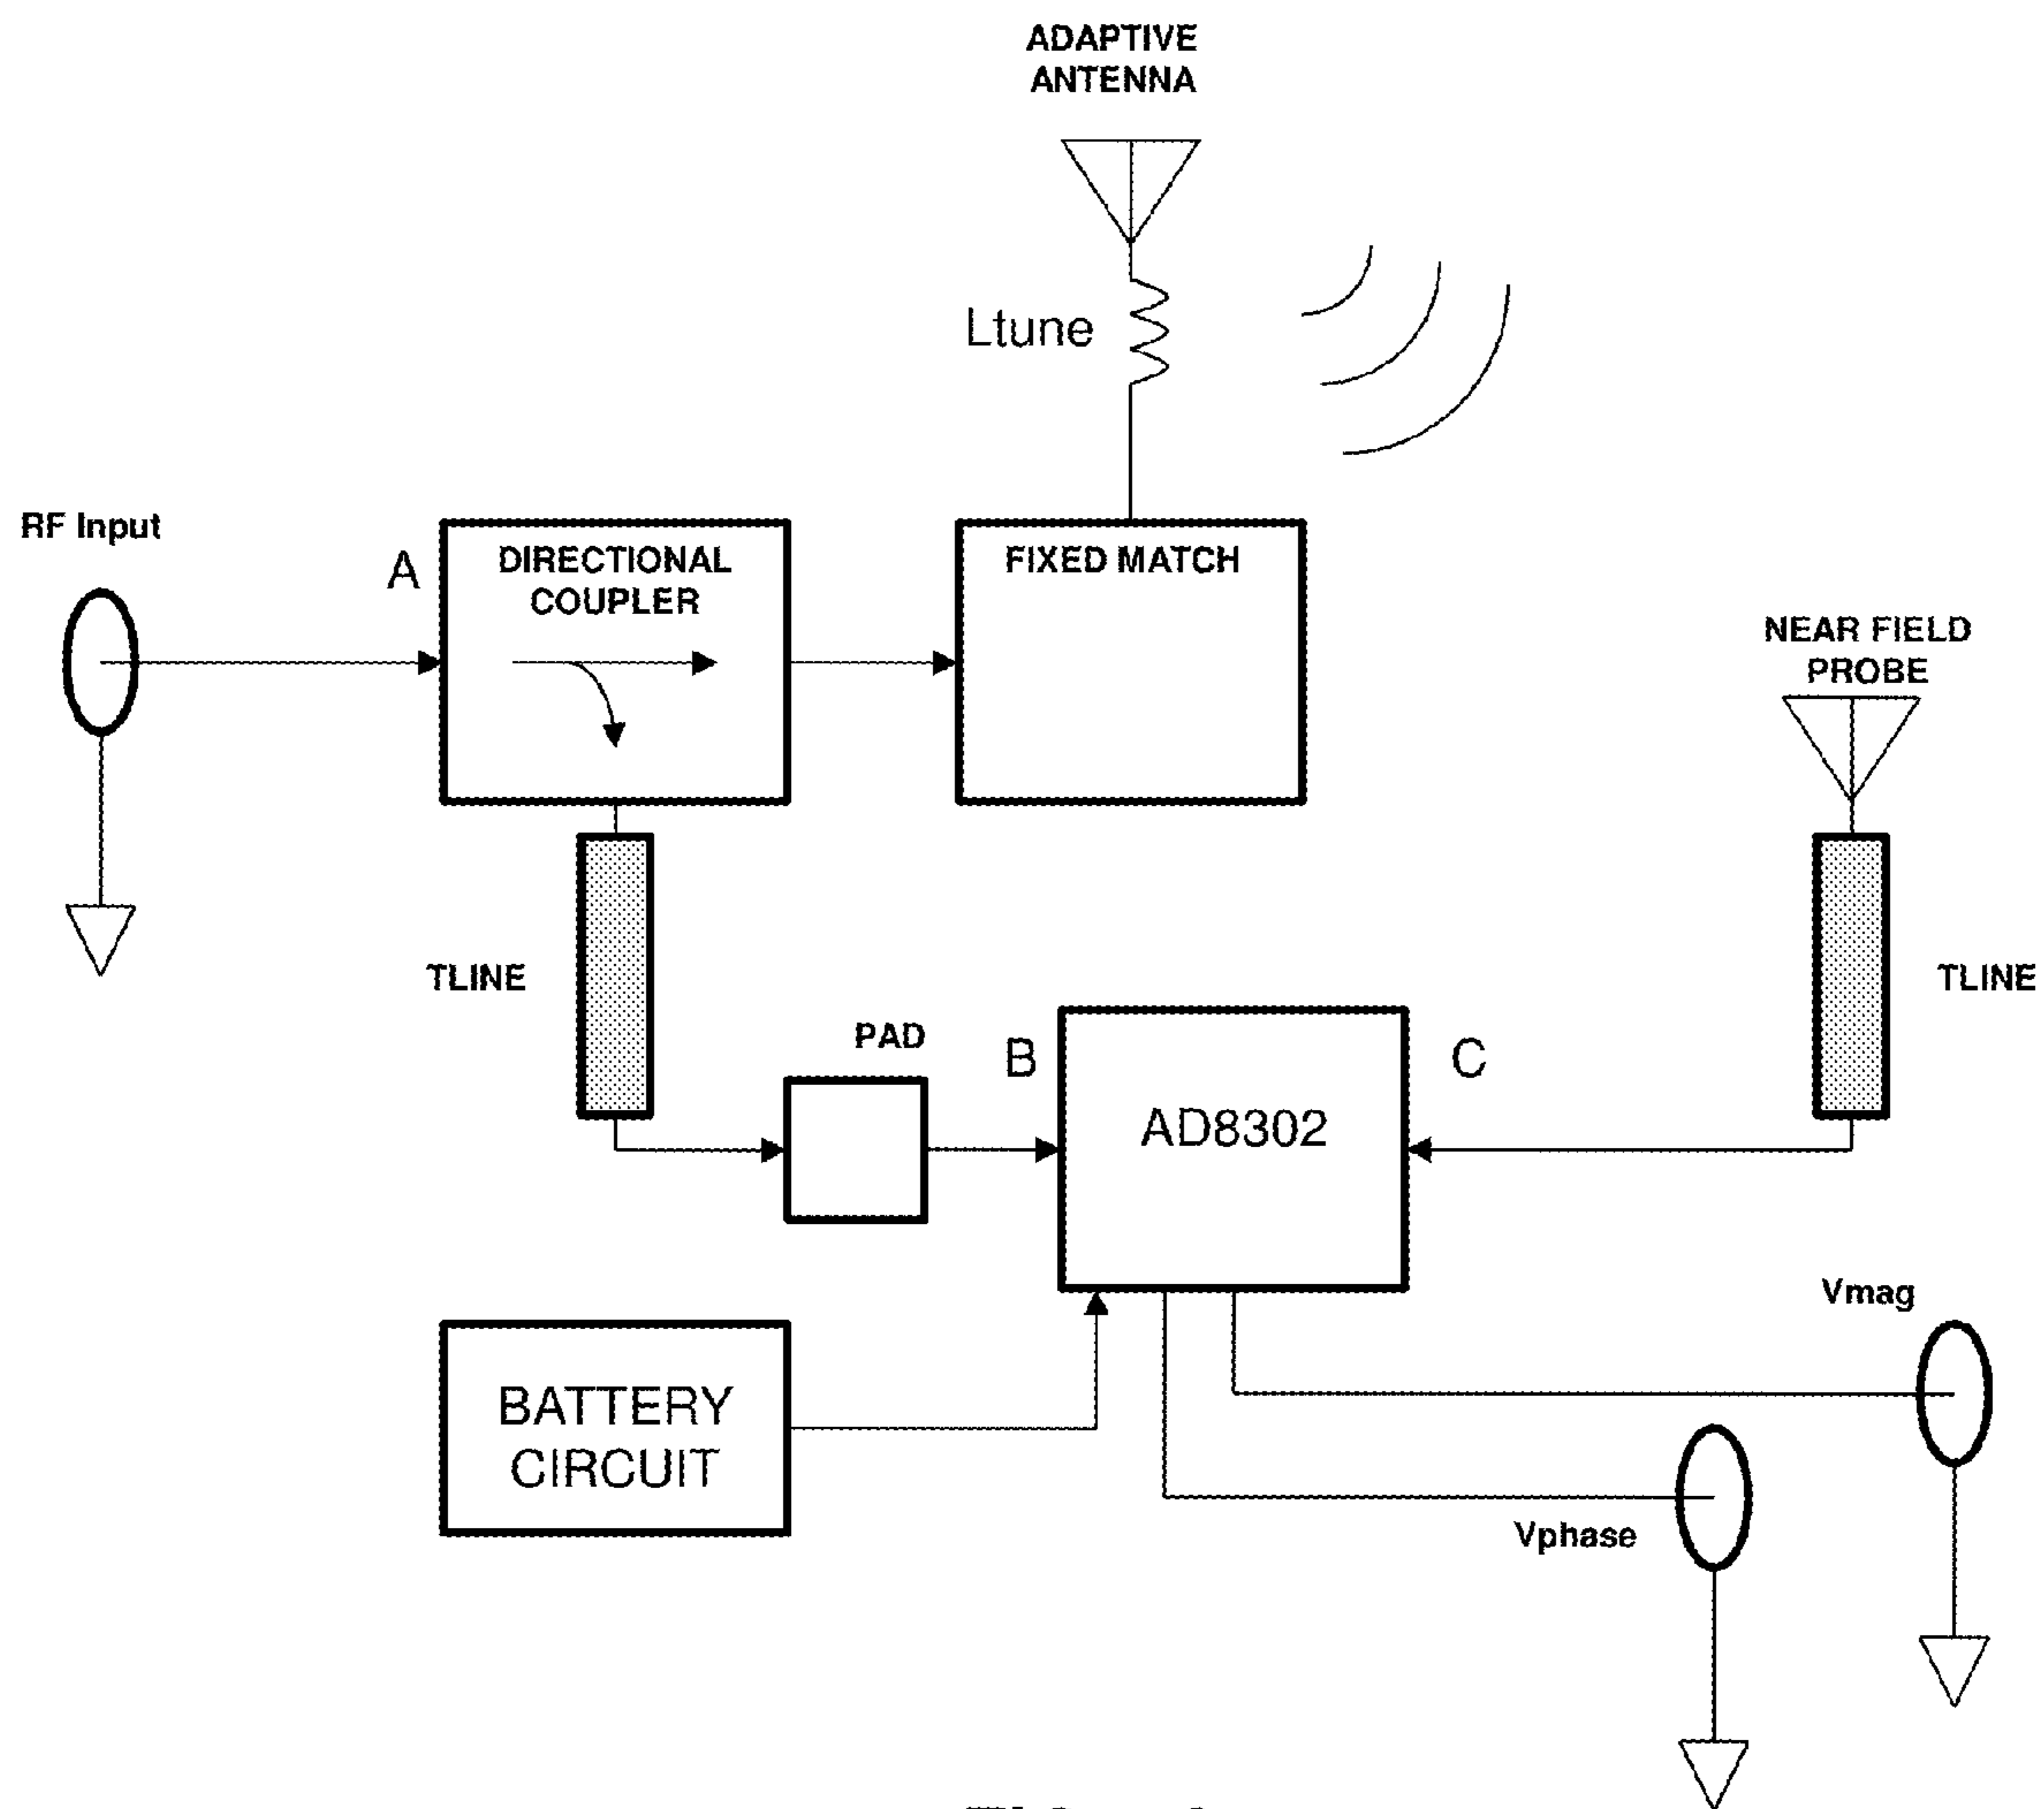 ADAPTIVE
ANTENNA
Ltune
RF Input
A
DIRECTIONAL
COUPLER
FIXED MATCH
NEAR FIELD
PROBE
TLINE
TLINE
PAD
B
C
AD8302
Vmag
BATTERY
CIRCUIT
Vphase